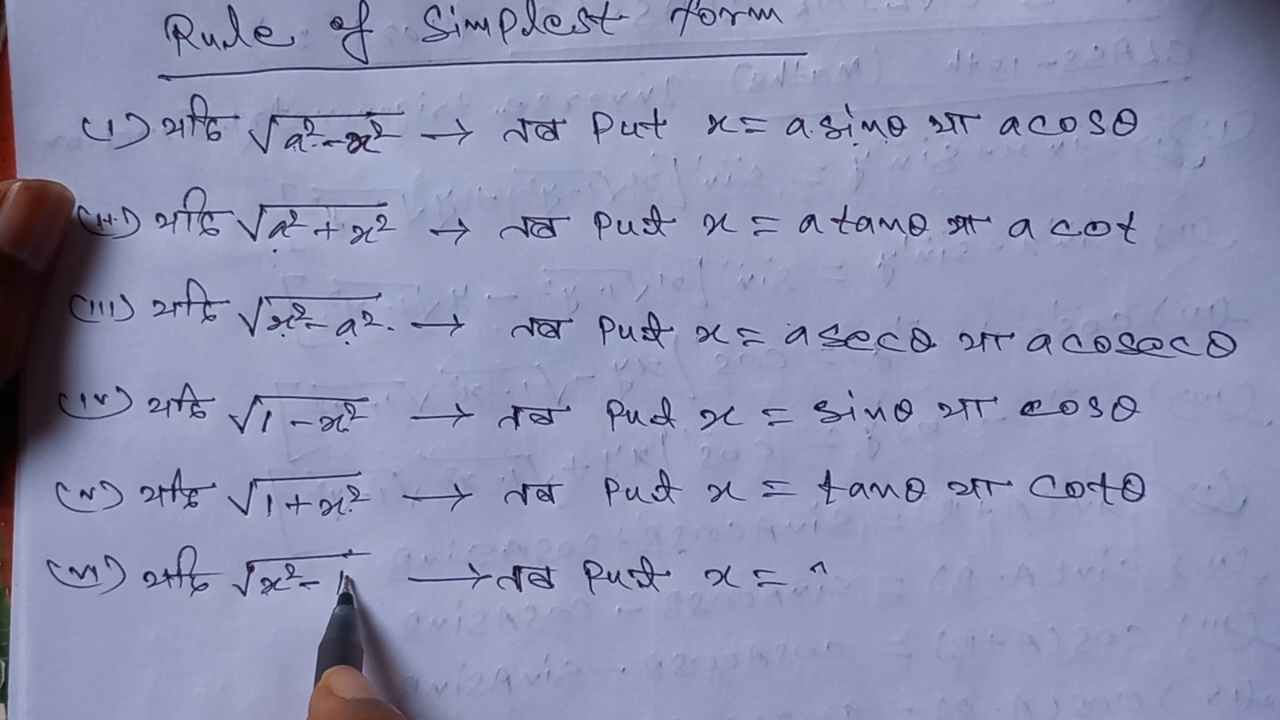 Rule of Simplest form
(I) यदि √a²-x² → तब Put x = a sinθ या a cosθ
(II) यदि √a²+x² → तब Put x = a tanθ या a cot
(III) यदि √x²-a² → तब Put x = a secθ या a cosecθ
(IV) यदि √1-x² → तब Put x = sinθ या cosθ
(V) यदि √1+x² → तब Put x = tanθ या cotθ
(VI) यदि √x²-1 → तब Put x =